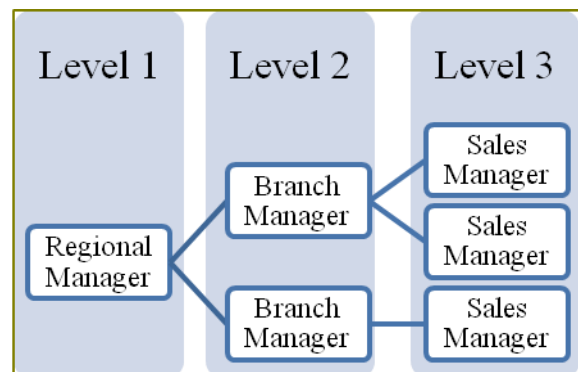 Level 1
Level 2
Level 3
Regional
Manager
Branch
Manager
Branch
Manager
Sales
Manager
Sales
Manager
Sales
Manager